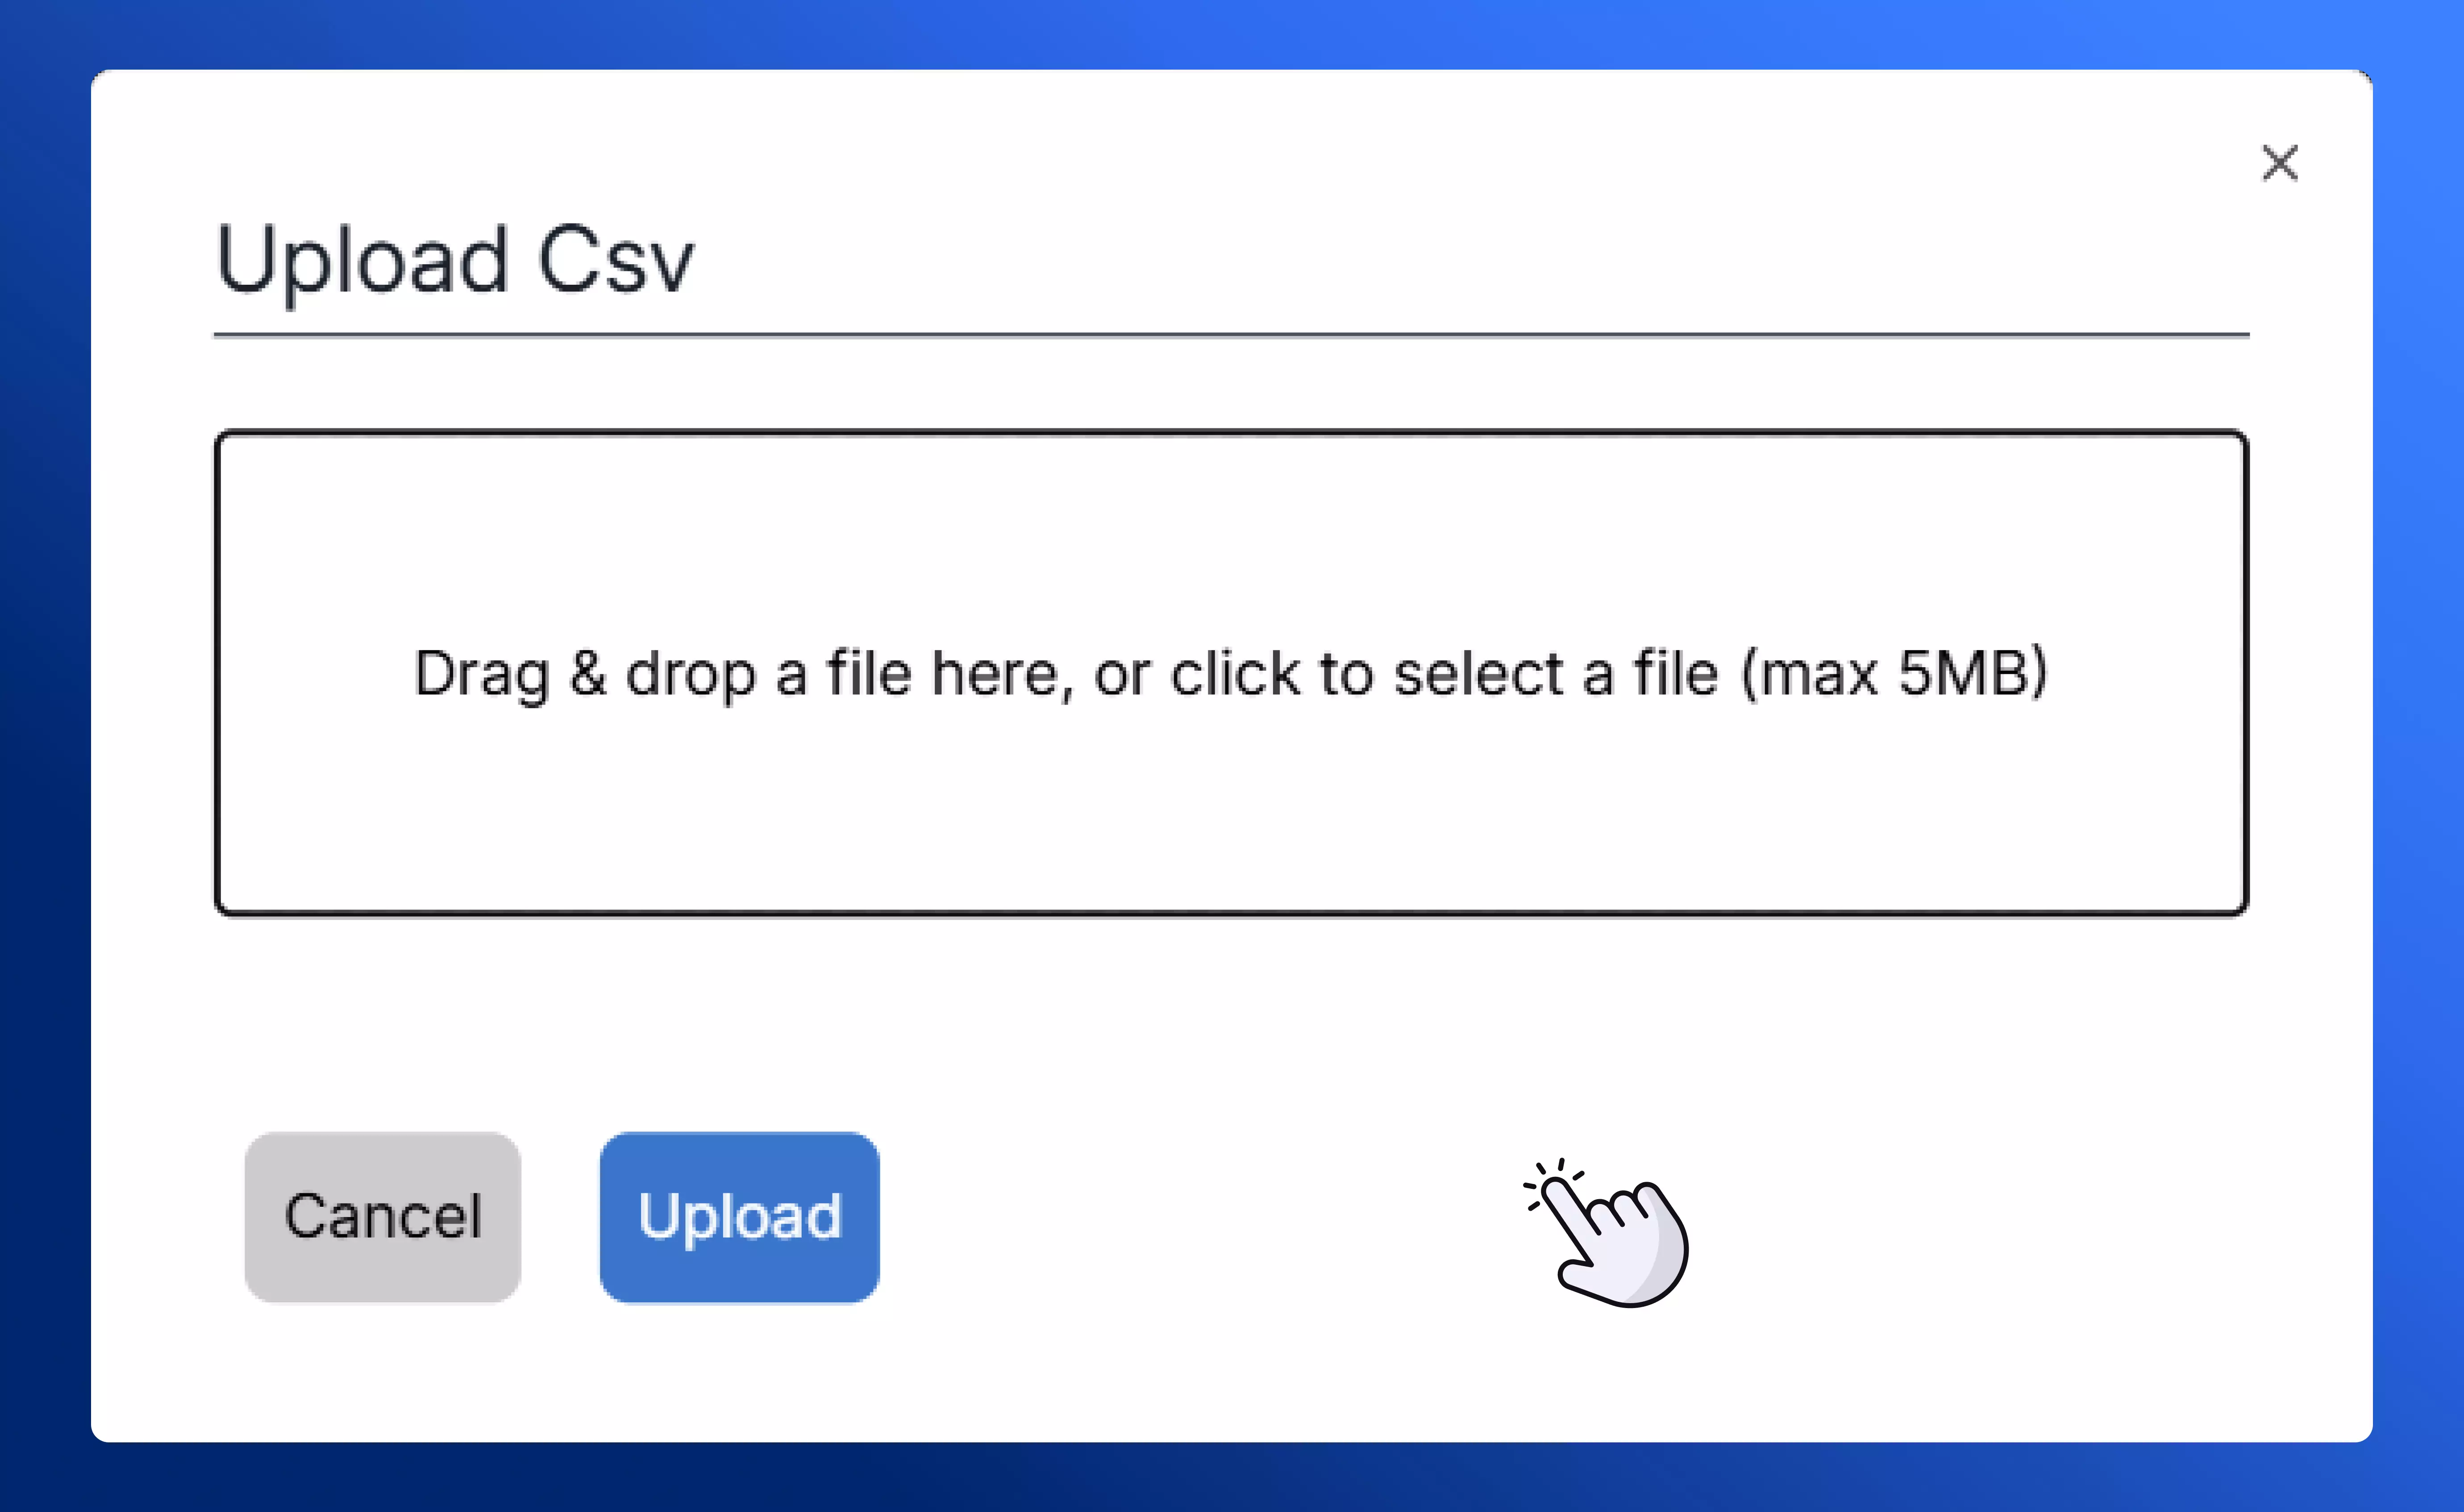 Upload Csv
Drag & drop a file here, or click to select a file (max 5MB)
Cancel
Upload